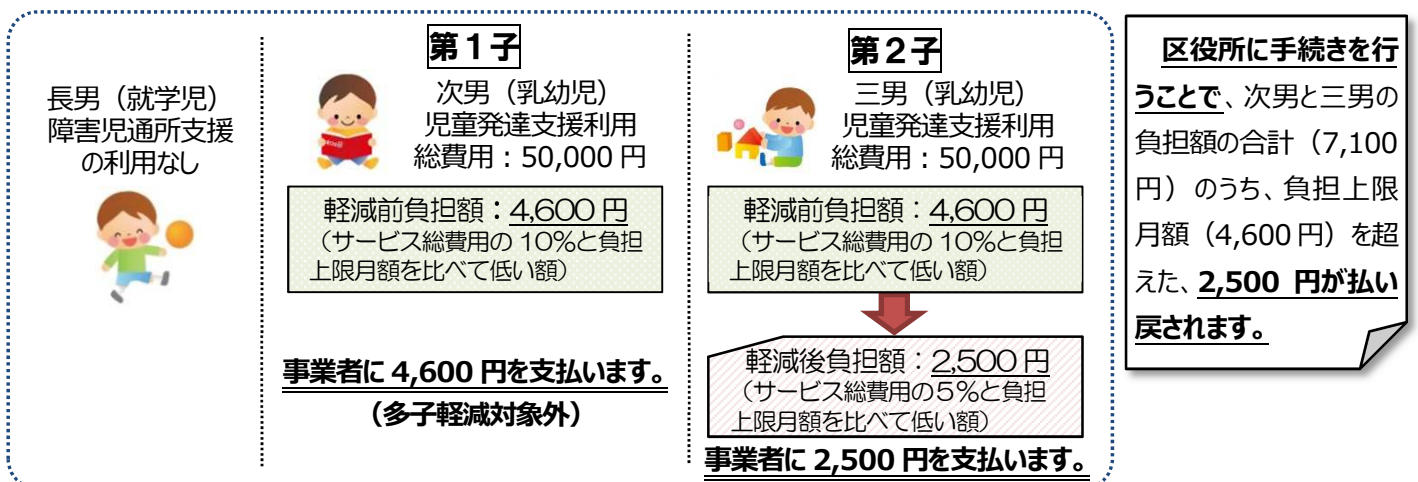 長男（就学児）
障害児通所支援
の利用なし
第１子
次男（乳幼児）
児童発達支援利用
総費用：50,000 円
軽減前負担額：4,600 円
（サービス総費用の 10％と負担
上限月額を比べて低い額）
事業者に 4,600 円を支払います。
（多子軽減対象外）
第２子
三男（乳幼児）
児童発達支援利用
総費用：50,000 円
軽減前負担額：4,600 円
（サービス総費用の 10％と負担
上限月額を比べて低い額）
軽減後負担額：2,500 円
（サービス総費用の５％と負担
上限月額を比べて低い額）
事業者に 2,500 円を支払います。
区役所に手続きを行
うことで、次男と三男の
負担額の合計（7,100
円）のうち、負担上限
月額（4,600 円）を超
えた、2,500 円が払い
戻されます。